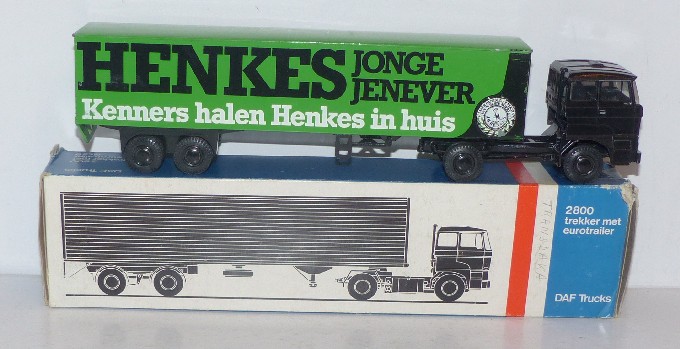 HENKES JONGE
JENEVER
Kenners halen Henkes in huis
2800
trekker met
eurotrailer
DAF Trucks